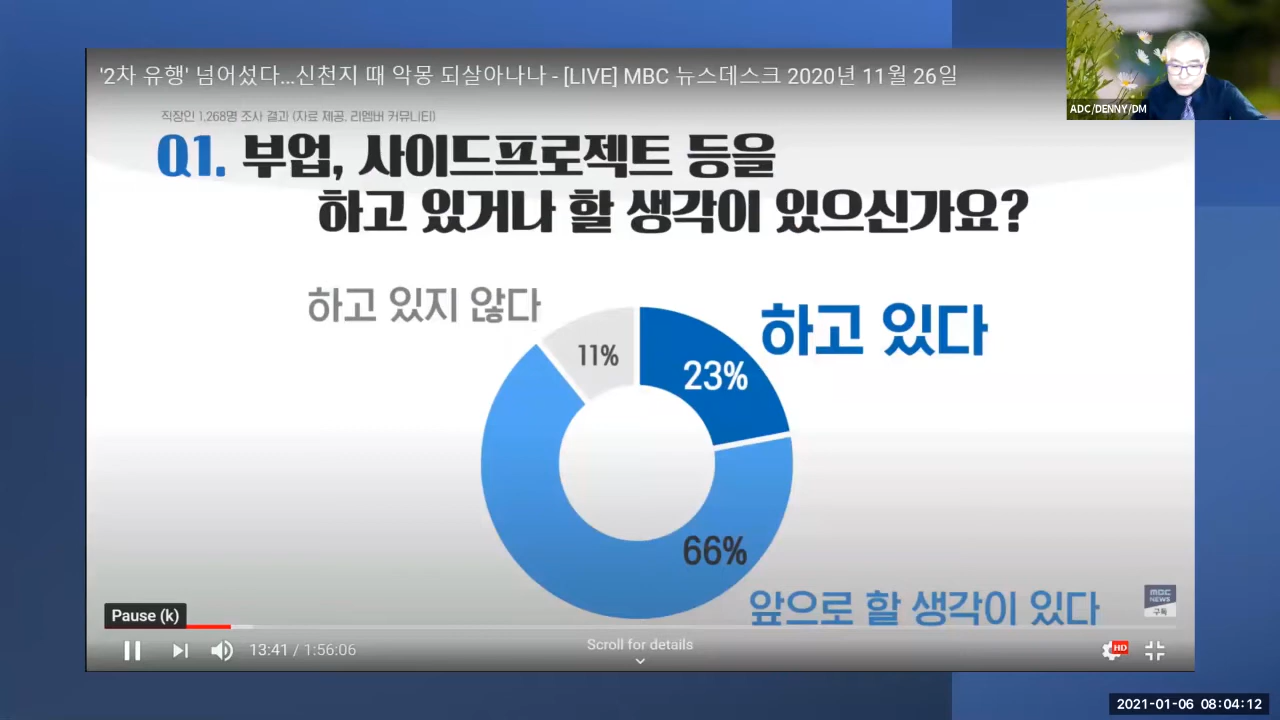 '2차 유행' 넘어섰다...신천지 때 악몽 되살아나나 - [LIVE] MBC 뉴스데스크 2020년 11월 26일
ADC/DENNY/DM
직장인 1,268명 조사 결과 (자료 제공. 리멤버 커뮤니티)
Q1. 부업, 사이드프로젝트 등을
하고 있거나 할 생각이 있으신가요?
하고 있지 않다
하고 있다
11%
23%
66%
앞으로 할 생각이 있다
MBC
NEWS
구독
Pause (k)
13:41 / 1:56:06
Scroll for details
HD
2021-01-06 08:04:12